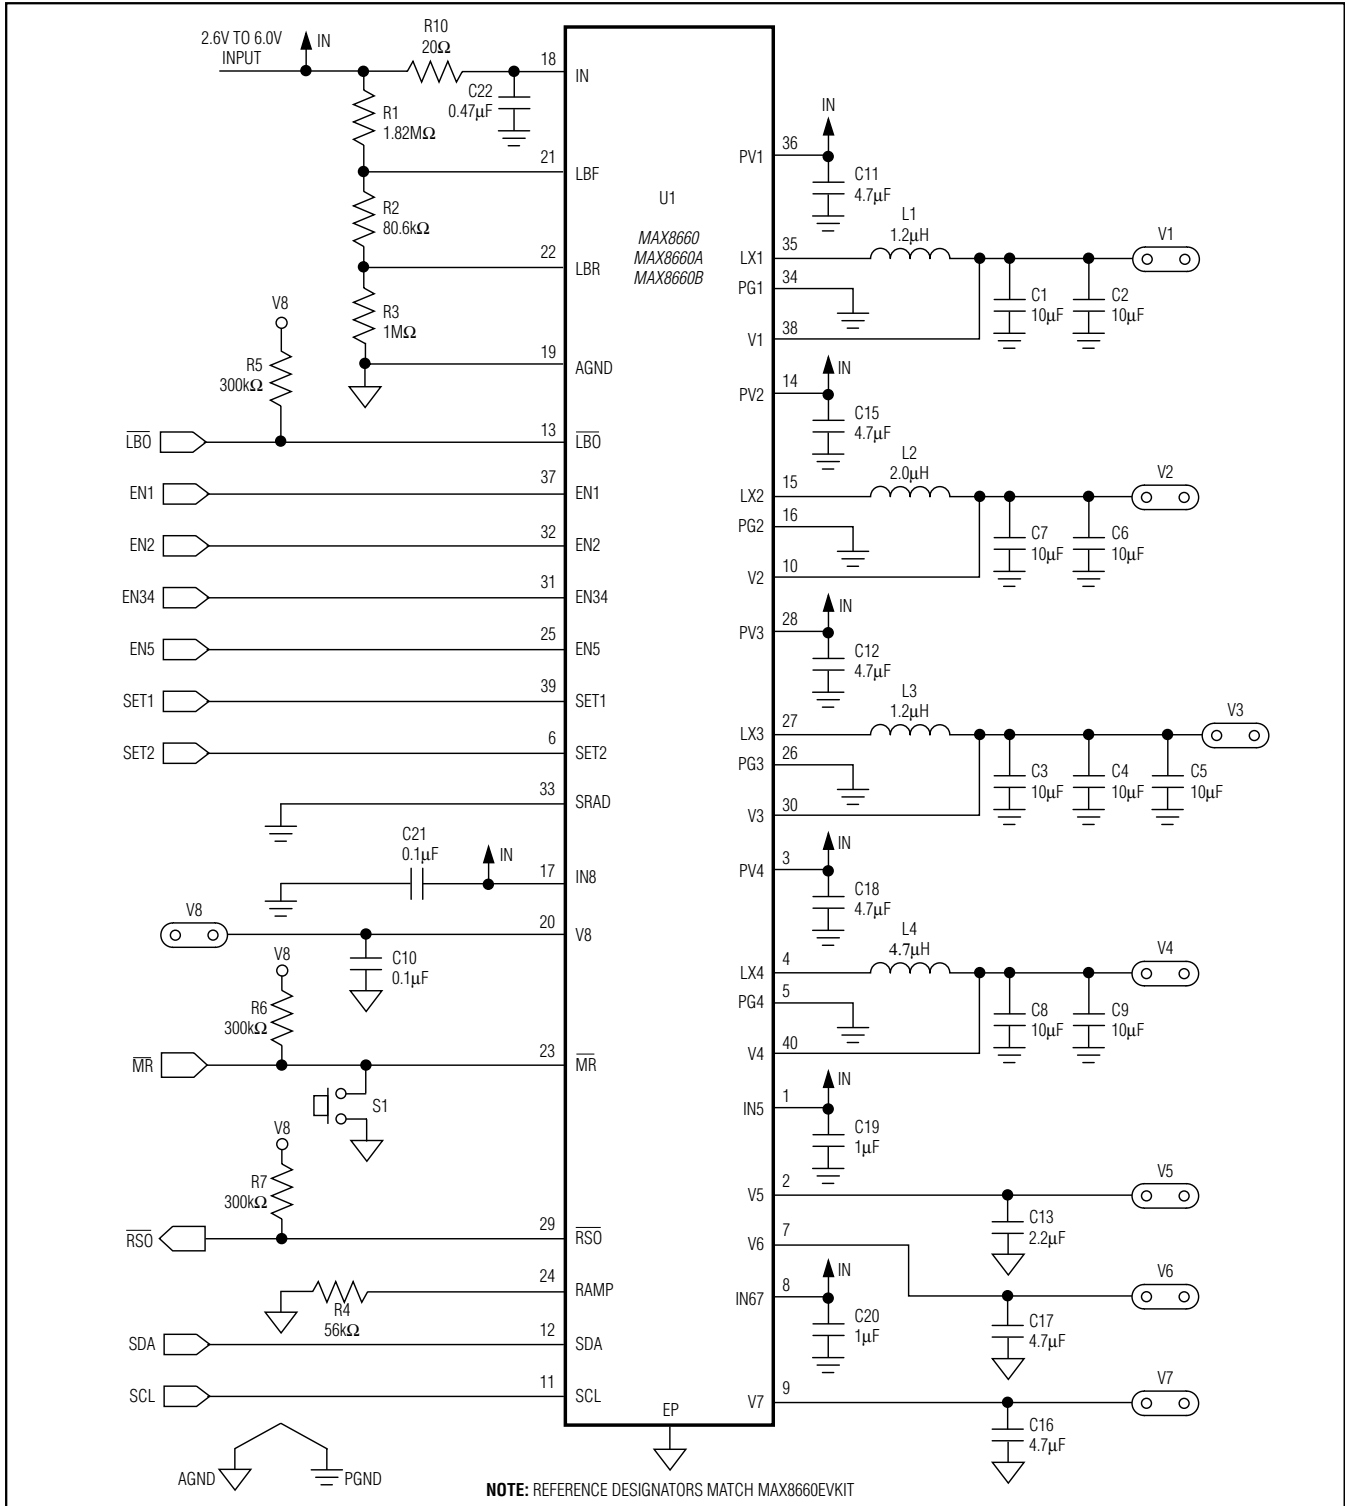 2.6V TO 6.0V
INPUT
IN
R10
20Ω
18
IN
C22
0.47µF
R1
1.82MΩ
21
LBF
R2
80.6kΩ
22
LBR
R3
1MΩ
19
AGND
V8
R5
300kΩ
LBO
13
LBO
EN1
37
EN1
EN2
32
EN2
EN34
31
EN34
EN5
25
EN5
SET1
39
SET1
SET2
6
SET2
33
SRAD
C21
0.1µF
IN
17
IN8
V8
20
V8
C10
0.1µF
V8
R6
300kΩ
MR
23
MR
S1
V8
R7
300kΩ
RSO
29
RSO
24
RAMP
R4
56kΩ
SDA
12
SDA
SCL
11
SCL
AGND
PGND
U1
MAX8660
MAX8660A
MAX8660B
EP
IN
PV1
36
C11
4.7µF
L1
1.2µH
LX1
35
V1
PG1
34
C1
10µF
C2
10µF
V1
38
IN
PV2
14
C15
4.7µF
L2
2.0µH
LX2
15
V2
PG2
16
C7
10µF
C6
10µF
V2
10
IN
PV3
28
C12
4.7µF
L3
1.2µH
LX3
27
V3
PG3
26
C3
10µF
C4
10µF
C5
10µF
V3
30
IN
PV4
3
C18
4.7µF
L4
4.7µH
LX4
4
V4
PG4
5
C8
10µF
C9
10µF
V4
40
IN
IN5
1
C19
1µF
V5
2
V5
C13
2.2µF
V6
7
V6
IN
IN67
8
C20
1µF
C17
4.7µF
V7
9
V7
C16
4.7µF
NOTE: REFERENCE DESIGNATORS MATCH MAX8660EVKIT